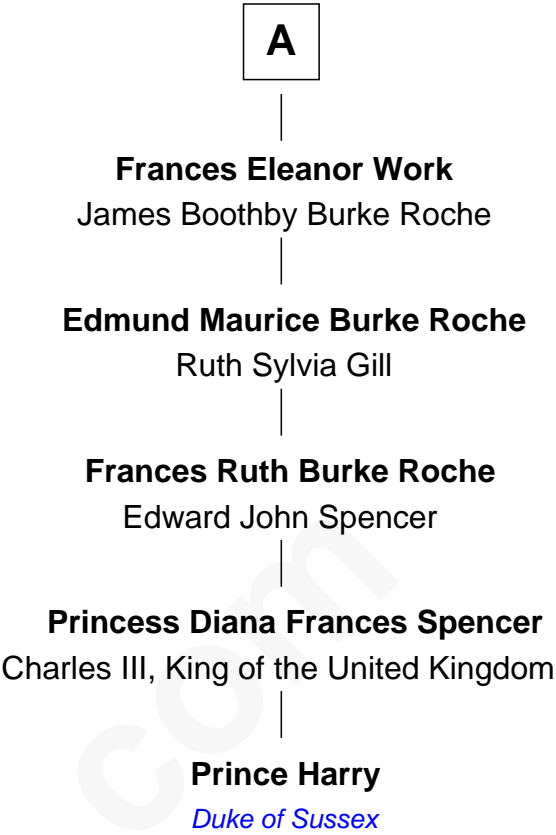 A
Frances Eleanor Work
James Boothby Burke Roche
Edmund Maurice Burke Roche
Ruth Sylvia Gill
Frances Ruth Burke Roche
Edward John Spencer
Princess Diana Frances Spencer
Charles III, King of the United Kingdom
Prince Harry
Duke of Sussex
com